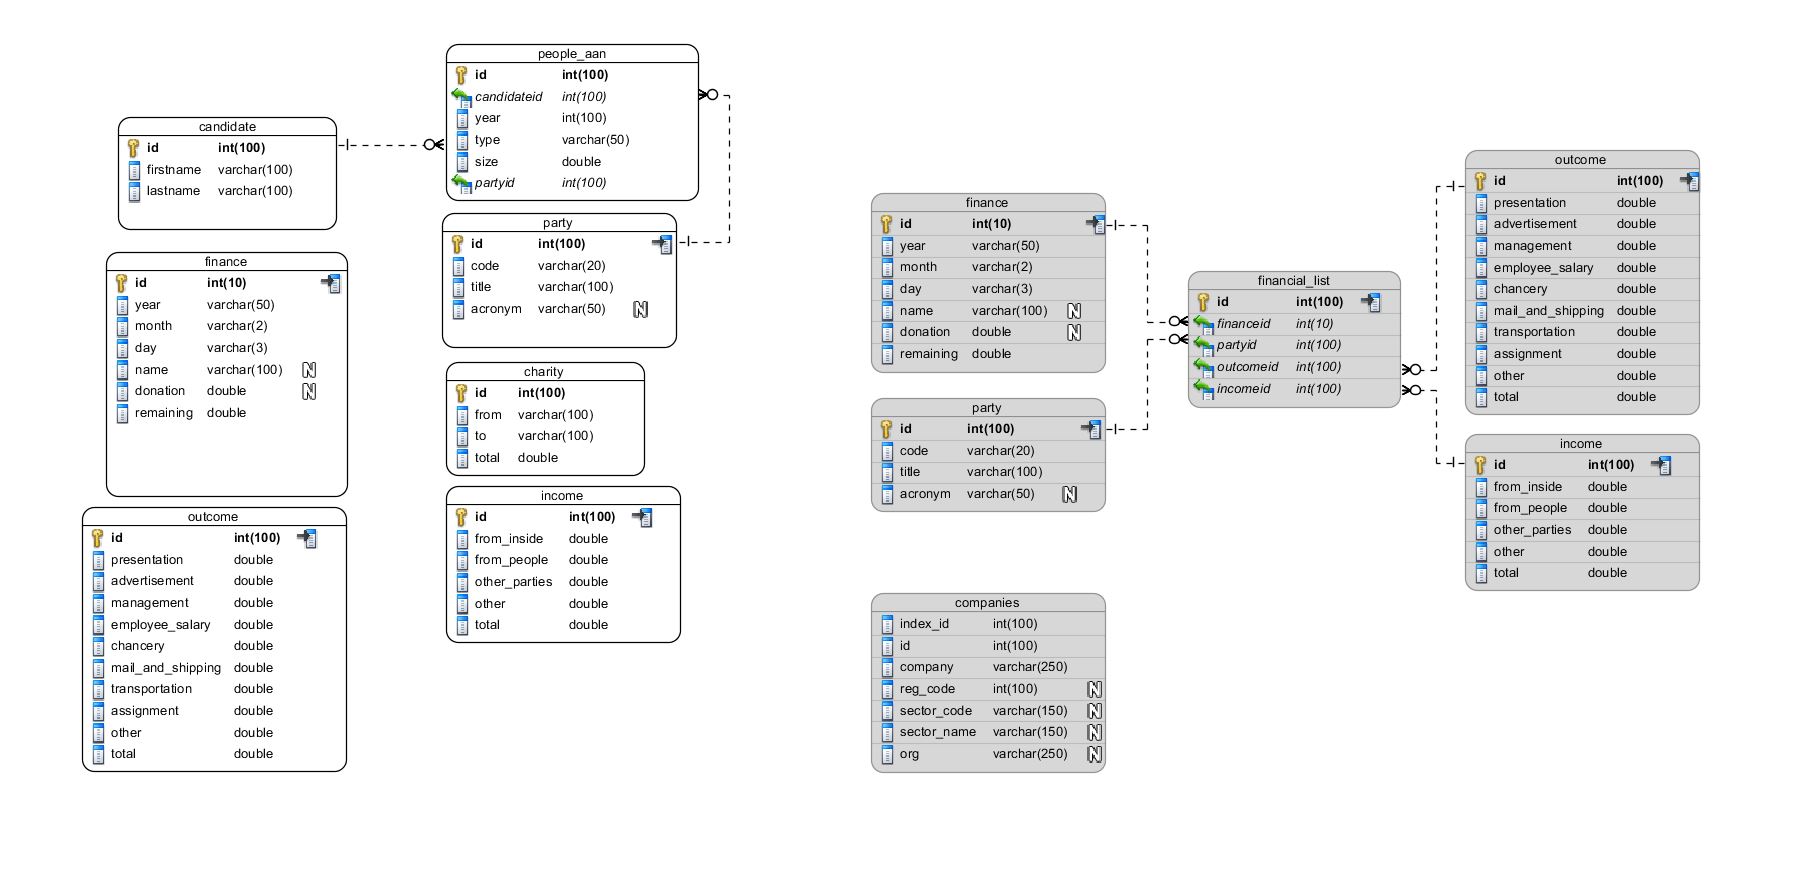 people_aan
id int(100)
candidateid int(100)
year int(100)
type varchar(50)
size double
partyid int(100)
candidate
id int(100)
firstname varchar(100)
lastname varchar(100)
party
id int(100)
code varchar(20)
title varchar(100)
acronym varchar(50) N
finance
id int(10)
year varchar(50)
month varchar(2)
day varchar(3)
name varchar(100) N
donation double N
remaining double
charity
id int(100)
from varchar(100)
to varchar(100)
total double
outcome
id int(100)
presentation double
advertisement double
management double
employee_salary double
chancery double
mail_and_shipping double
transportation double
assignment double
other double
total double
income
id int(100)
from_inside double
from_people double
other_parties double
other double
total double
finance
id int(10)
year varchar(50)
month varchar(2)
day varchar(3)
name varchar(100) N
donation double N
remaining double
party
id int(100)
code varchar(20)
title varchar(100)
acronym varchar(50) N
companies
index_id int(100)
id int(100)
company varchar(250)
reg_code int(100) N
sector_code varchar(150) N
sector_name varchar(150) N
org varchar(250) N
financial_list
id int(100)
financeid int(10)
partyid int(100)
outcomeid int(100)
incomeid int(100)
outcome
id int(100)
presentation double
advertisement double
management double
employee_salary double
chancery double
mail_and_shipping double
transportation double
assignment double
other double
total double
income
id int(100)
from_inside double
from_people double
other_parties double
other double
total double